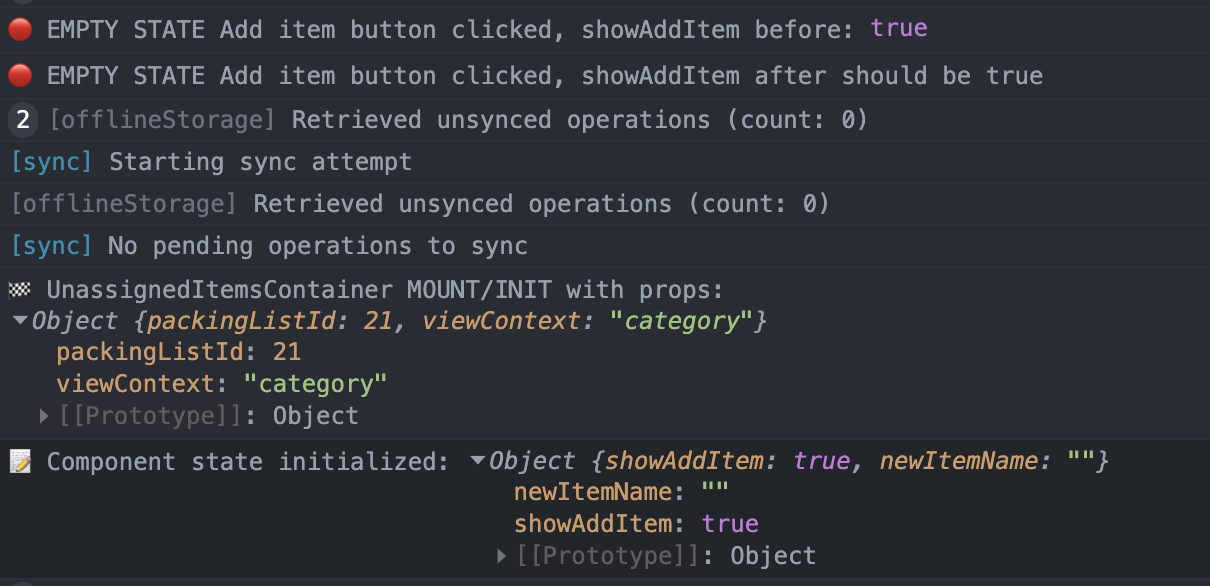 🔴 EMPTY STATE Add item button clicked, showAddItem before: true
🔴 EMPTY STATE Add item button clicked, showAddItem after should be true
2 [offlineStorage] Retrieved unsynced operations (count: 0)
[sync] Starting sync attempt
[offlineStorage] Retrieved unsynced operations (count: 0)
[sync] No pending operations to sync
🏁 UnassignedItemsContainer MOUNT/INIT with props:
▼Object {packingListId: 21, viewContext: "category"}
packingListId: 21
viewContext: "category"
▶[[Prototype]]: Object
📝 Component state initialized: ▼Object {showAddItem: true, newItemName: ""}
newItemName: ""
showAddItem: true
▶[[Prototype]]: Object